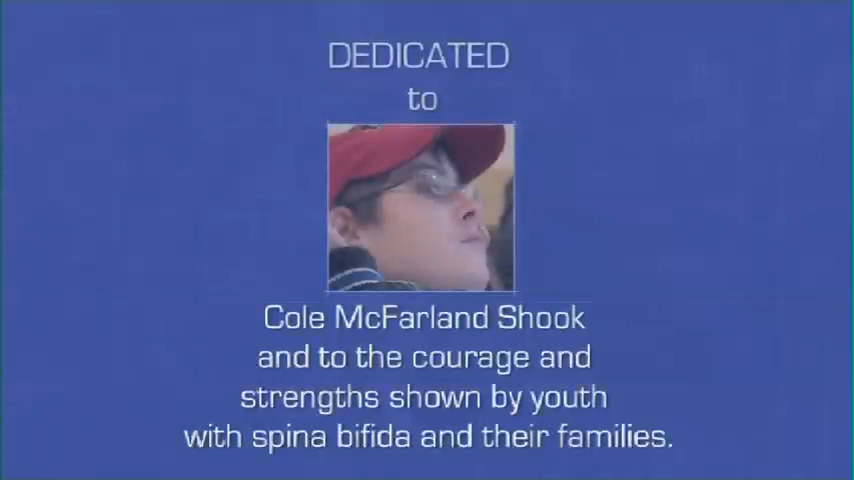 DEDICATED
to
Cole McFarland Shook
and to the courage and
strengths shown by youth
with spina bifida and their families.